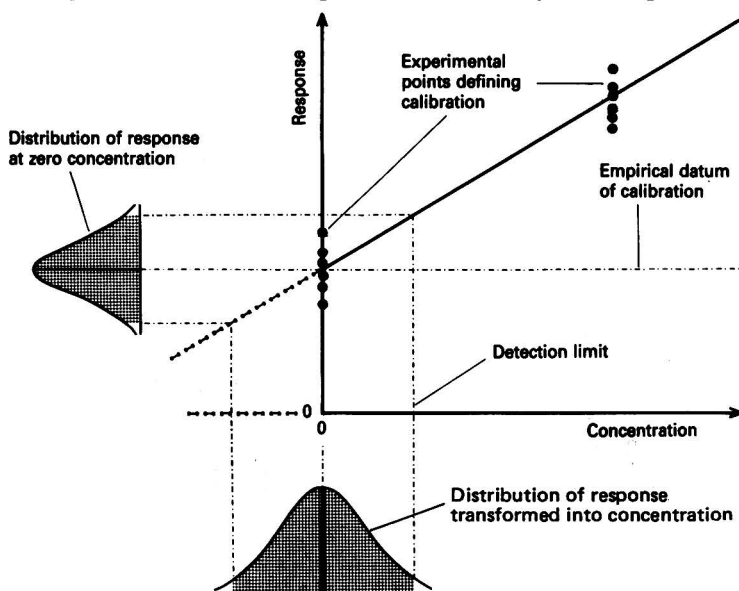 Response
Experimental
points defining
calibration
Distribution of response
at zero concentration
Empirical datum
of calibration
Detection limit
0
0
Concentration
Distribution of response
transformed into concentration